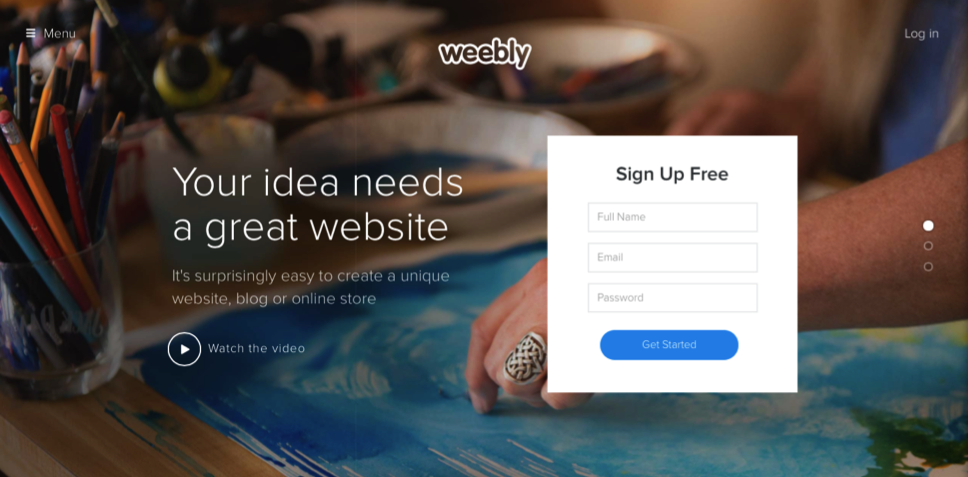 Menu
weebly
Log in
Your idea needs
a great website
It's surprisingly easy to create a unique
website, blog or online store
Watch the video
Sign Up Free
Full Name
Email
Password
Get Started